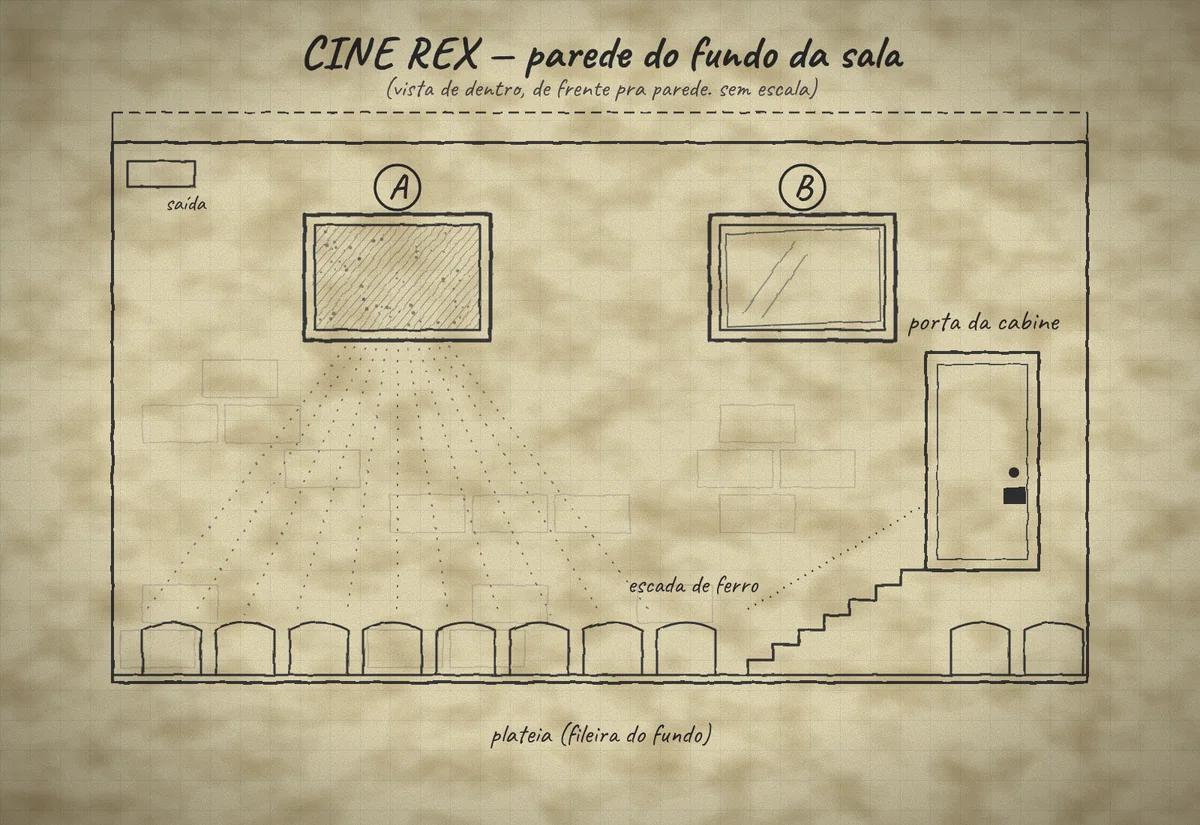 CINE REX — parede do fundo da sala
(vista de dentro, de frente pra parede. sem escala)
saída
A
B
porta da cabine
escada de ferro
plateia (fileira do fundo)